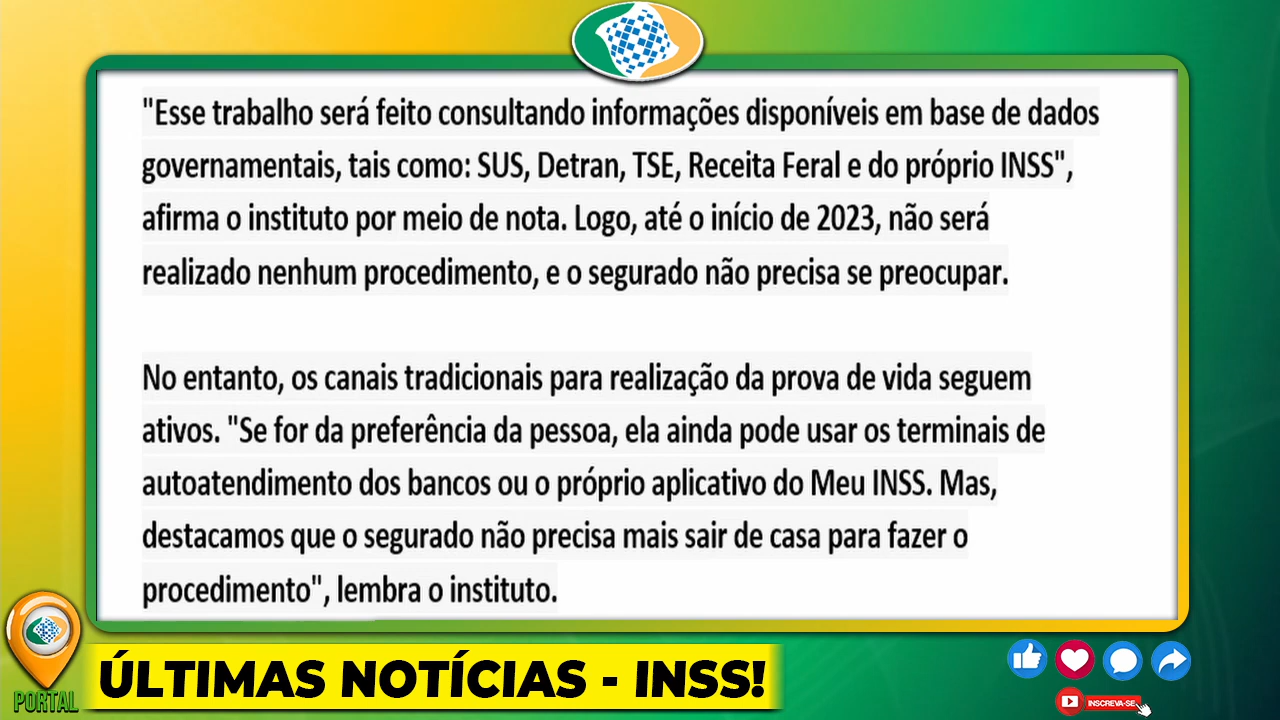 "Esse trabalho será feito consultando informações disponíveis em base de dados
governamentais, tais como: SUS, Detran, TSE, Receita Feral e do próprio INSS",
afirma o instituto por meio de nota. Logo, até o início de 2023, não será
realizado nenhum procedimento, e o segurado não precisa se preocupar.
No entanto, os canais tradicionais para realização da prova de vida seguem
ativos. "Se for da preferência da pessoa, ela ainda pode usar os terminais de
autoatendimento dos bancos ou o próprio aplicativo do Meu INSS. Mas,
destacamos que o segurado não precisa mais sair de casa para fazer o
procedimento", lembra o instituto.
PORTAL
ÚLTIMAS NOTÍCIAS - INSS!
INSCREVA-SE